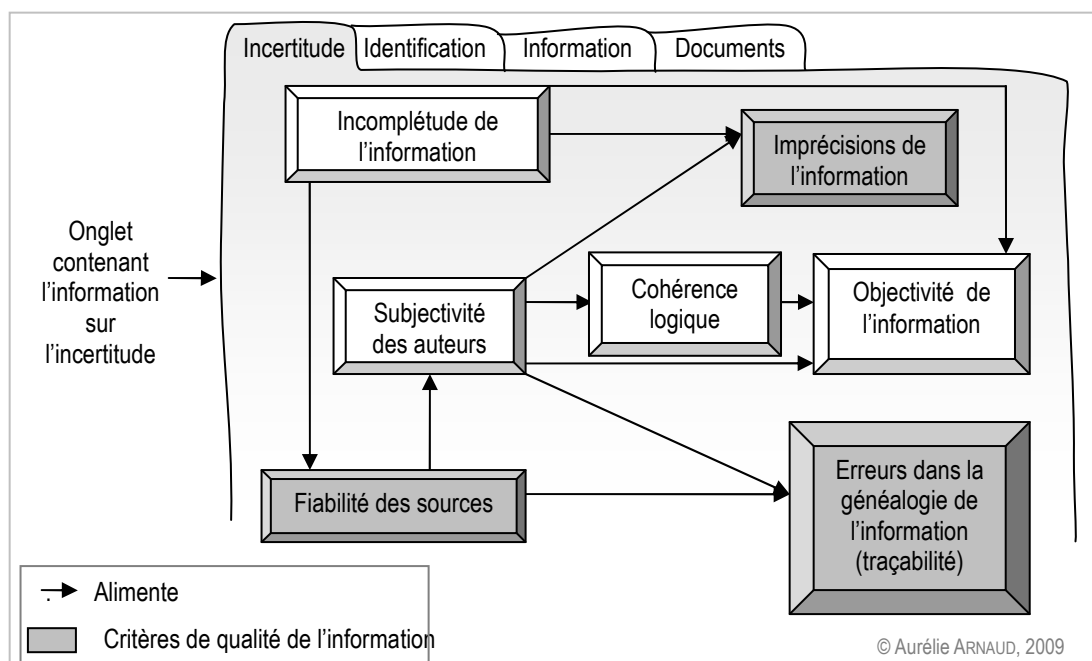 Incertitude Identification Information Documents
Incomplétude de
l'information
Imprécisions de
l'information
Onglet
contenant
l'information
sur
l'incertitude
Subjectivité
des auteurs
Cohérence
logique
Objectivité de
l'information
Fiabilité des sources
Erreurs dans la
généalogie de
l'information
(traçabilité)
Alimente
Critères de qualité de l'information
© Aurélie ARNAUD, 2009